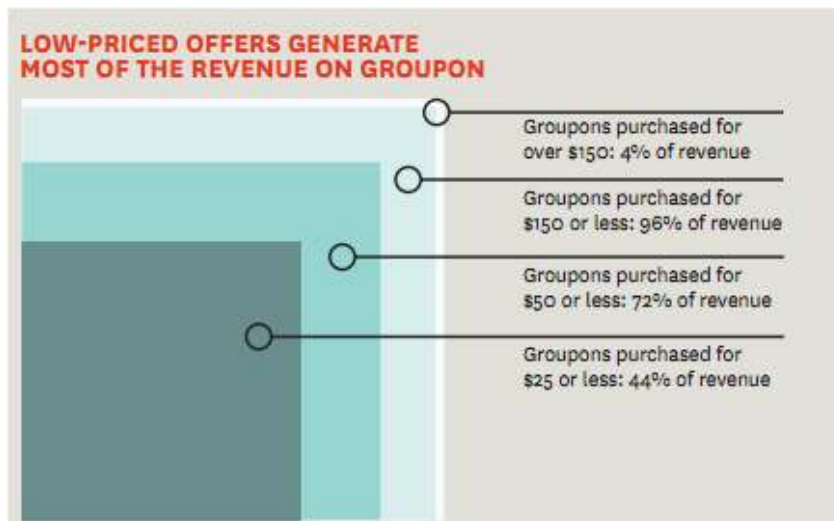 LOW-PRICED OFFERS GENERATE
MOST OF THE REVENUE ON GROUPON
Groupons purchased for
over $150: 4% of revenue
Groupons purchased for
$150 or less: 96% of revenue
Groupons purchased for
$50 or less: 72% of revenue
Groupons purchased for
$25 or less: 44% of revenue